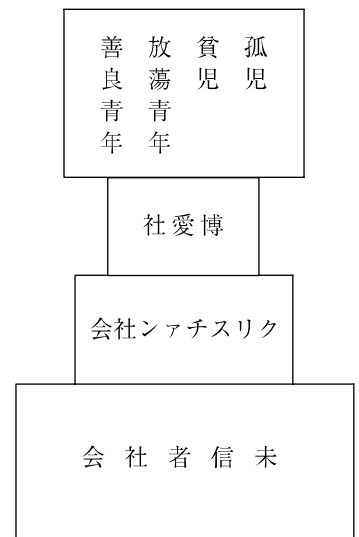 孤児
貧児
放蕩青年
善良青年
博愛社
クリスチァン社会
未信者社会